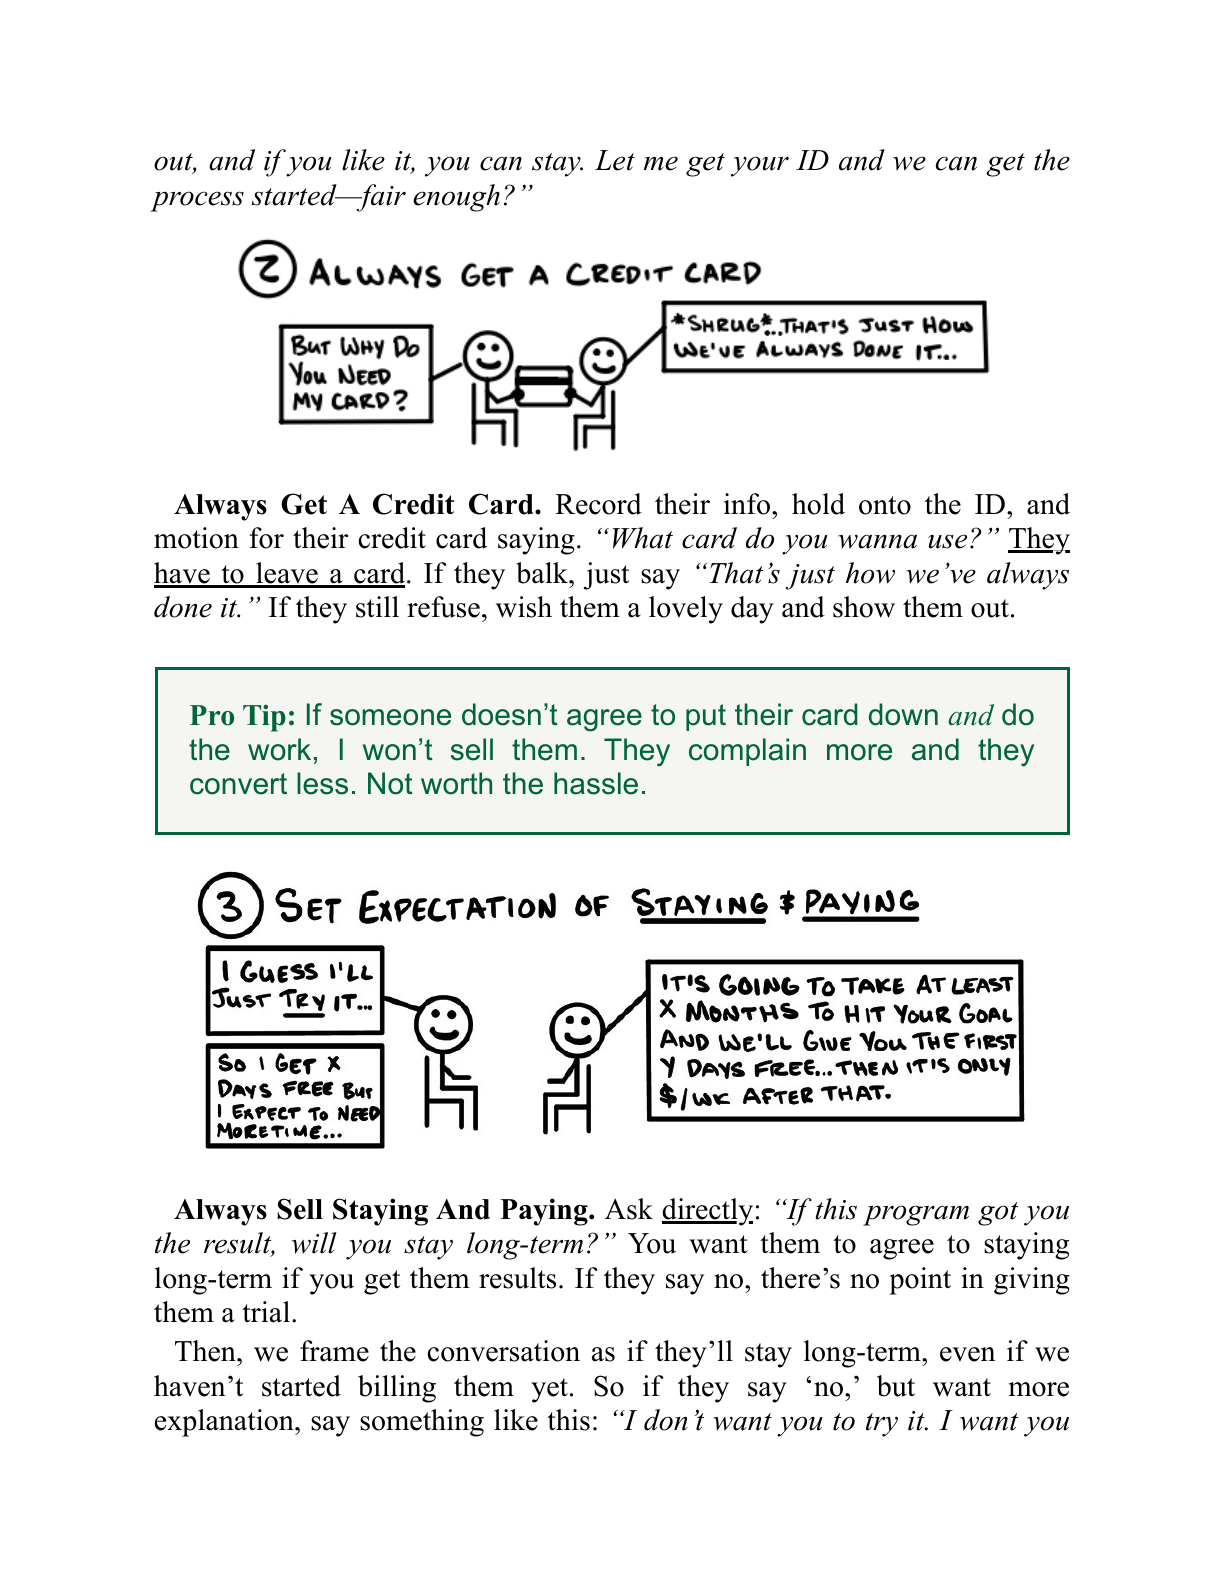 out, and if you like it, you can stay. Let me get your ID and we can get the
process started—fair enough?”
2 ALWAYS GET A CREDIT CARD
BUT WHY DO
YOU NEED
MY CARD?
*SHRUG*...THAT'S JUST HOW
WE'VE ALWAYS DONE IT...
Always Get A Credit Card. Record their info, hold onto the ID, and
motion for their credit card saying. “What card do you wanna use?” They
have to leave a card. If they balk, just say “That’s just how we’ve always
done it.” If they still refuse, wish them a lovely day and show them out.
Pro Tip: If someone doesn’t agree to put their card down and do
the work, I won’t sell them. They complain more and they
convert less. Not worth the hassle.
3 SET EXPECTATION OF STAYING & PAYING
I GUESS I'LL
JUST TRY IT...
SO I GET X
DAYS FREE BUT
I EXPECT TO NEED
MORE TIME...
IT'S GOING TO TAKE AT LEAST
X MONTHS TO HIT YOUR GOAL
AND WE'LL GIVE YOU THE FIRST
Y DAYS FREE...THEN IT'S ONLY
$/WK AFTER THAT.
Always Sell Staying And Paying. Ask directly: “If this program got you
the result, will you stay long-term?” You want them to agree to staying
long-term if you get them results. If they say no, there’s no point in giving
them a trial.
Then, we frame the conversation as if they’ll stay long-term, even if we
haven’t started billing them yet. So if they say ‘no,’ but want more
explanation, say something like this: “I don’t want you to try it. I want you